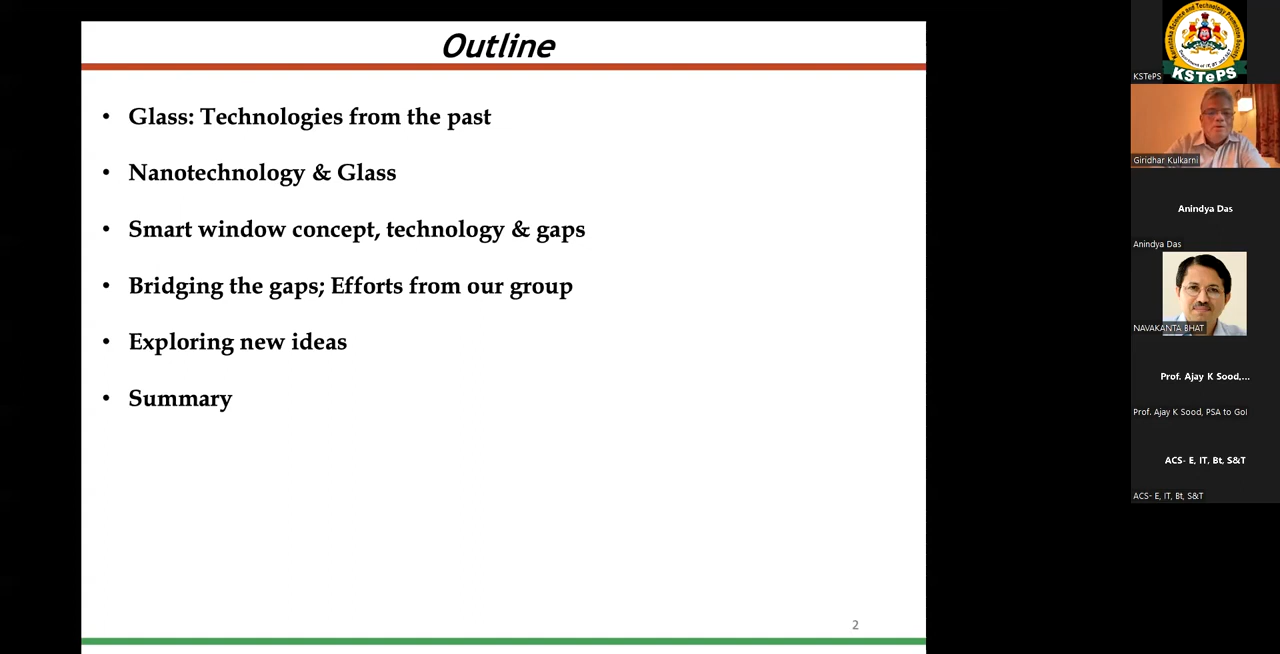 Outline
• Glass: Technologies from the past
• Nanotechnology & Glass
• Smart window concept, technology & gaps
• Bridging the gaps; Efforts from our group
• Exploring new ideas
• Summary
2
KSTePS
KSTePS
Giridhar Kulkarni
Anindya Das
Anindya Das
NAVAKANTA BHAT
Prof. Ajay K Sood,...
Prof. Ajay K Sood, PSA to GoI
ACS- E, IT, Bt, S&T
ACS- E, IT, Bt, S&T